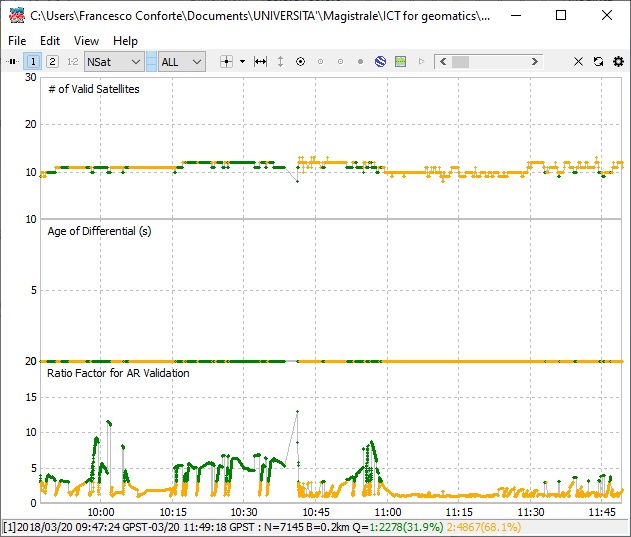 C:\Users\Francesco Conforte\Documents\UNIVERSITA'\Magistrale\ICT for geomatics\...
File Edit View Help
1 2 1-2 NSat ALL
30
# of Valid Satellites
20
10
10
Age of Differential (s)
5
20
Ratio Factor for AR Validation
15
10
5
0
10:00 10:15 10:30 10:45 11:00 11:15 11:30 11:45
[1]2018/03/20 09:47:24 GPST-03/20 11:49:18 GPST : N=7145 B=0.2km Q=1:2278(31.9%) 2:4867(68.1%)